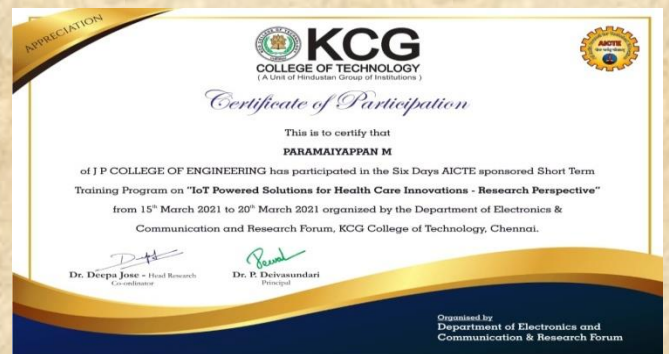 APPRECIATION
KCG
COLLEGE OF TECHNOLOGY
( A Unit of Hindustan Group of Institutions )
AICTE
Certificate of Participation
This is to certify that
PARAMAIYAPPAN M
of J P COLLEGE OF ENGINEERING has participated in the Six Days AICTE sponsored Short Term
Training Program on "IoT Powered Solutions for Health Care Innovations - Research Perspective"
from 15th March 2021 to 20th March 2021 organized by the Department of Electronics &
Communication and Research Forum, KCG College of Technology, Chennai.
Dr. Deepa Jose - Head Research
Co-ordinator
Dr. P. Deivasundari
Principal
Organised by
Department of Electronics and
Communication & Research Forum